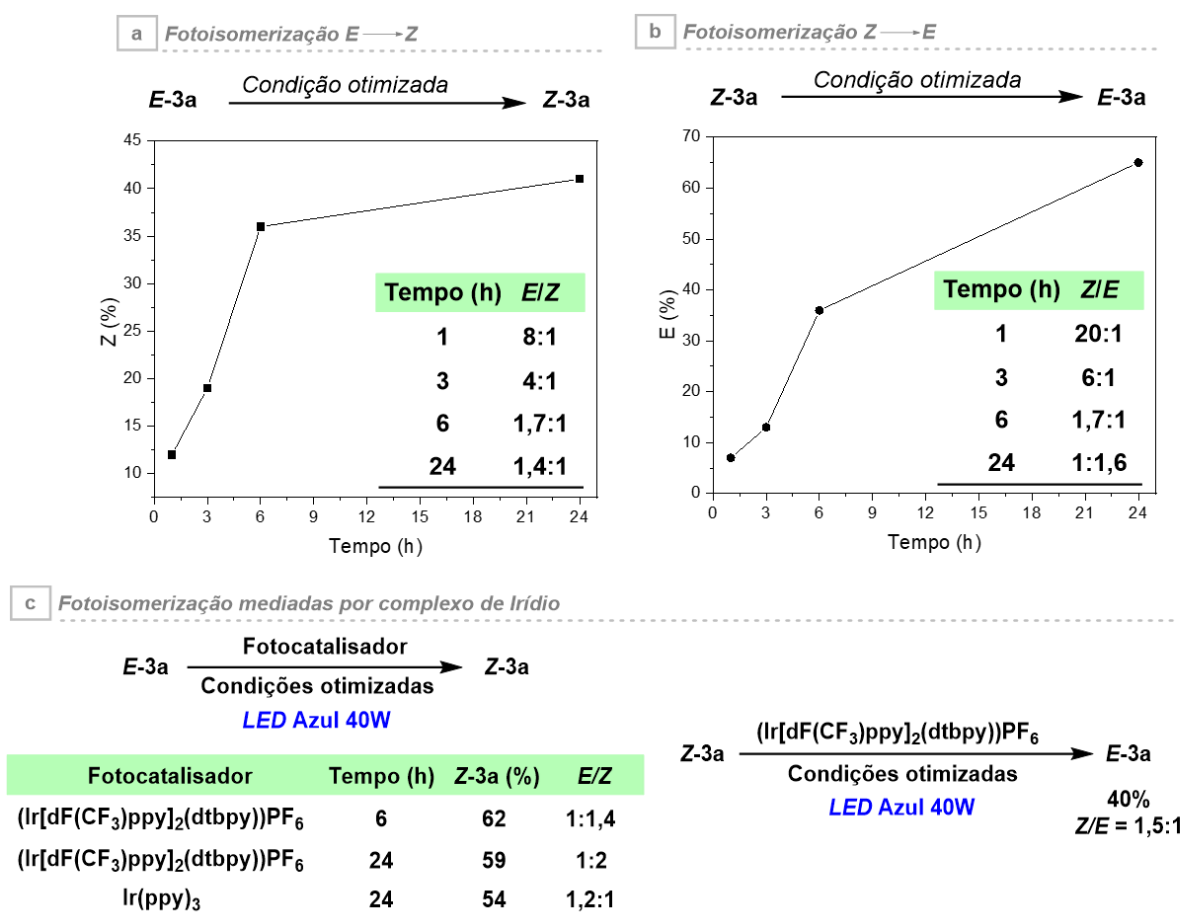 a Fotoisomerização E → Z
E-3a Condição otimizada Z-3a
45
40
35
30
25
20
15
10
Z (%)
0 3 6 9 12 15 18 21 24
Tempo (h)
Tempo (h) E/Z
1 8:1
3 4:1
6 1,7:1
24 1,4:1
b Fotoisomerização Z → E
Z-3a Condição otimizada E-3a
70
60
50
40
30
20
10
0
E (%)
0 3 6 9 12 15 18 21 24
Tempo (h)
Tempo (h) Z/E
1 20:1
3 6:1
6 1,7:1
24 1:1,6
c Fotoisomerização mediadas por complexo de Irídio
Fotocatalisador
E-3a → Z-3a
Condições otimizadas
LED Azul 40W
Fotocatalisador Tempo (h) Z-3a (%) E/Z
(Ir[dF(CF₃)ppy]₂(dtbpy))PF₆ 6 62 1:1,4
(Ir[dF(CF₃)ppy]₂(dtbpy))PF₆ 24 59 1:2
Ir(ppy)₃ 24 54 1,2:1
(Ir[dF(CF₃)ppy]₂(dtbpy))PF₆
Z-3a → E-3a
Condições otimizadas
LED Azul 40W
40%
Z/E = 1,5:1